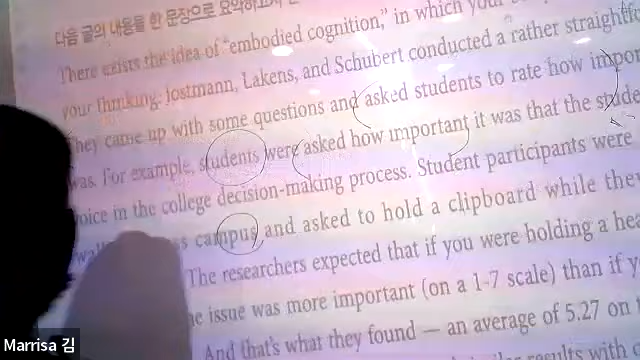 다음 글의 내용을 한 문장으로 요약하고자
There exists the idea of "embodied cognition," in which your
your thinking. Jostmann, Lakens, and Schubert conducted a rather straightf
They came up with some questions and asked students to rate how impor
was. For example, students were asked how important it was that the stude
voice in the college decision-making process. Student participants were
campus, and asked to hold a clipboard while the
The researchers expected that if you were holding a hea
issue was more important (on a 1-7 scale) than if y
And that's what they found — an average of 5.27 on
results with
Marrisa 김